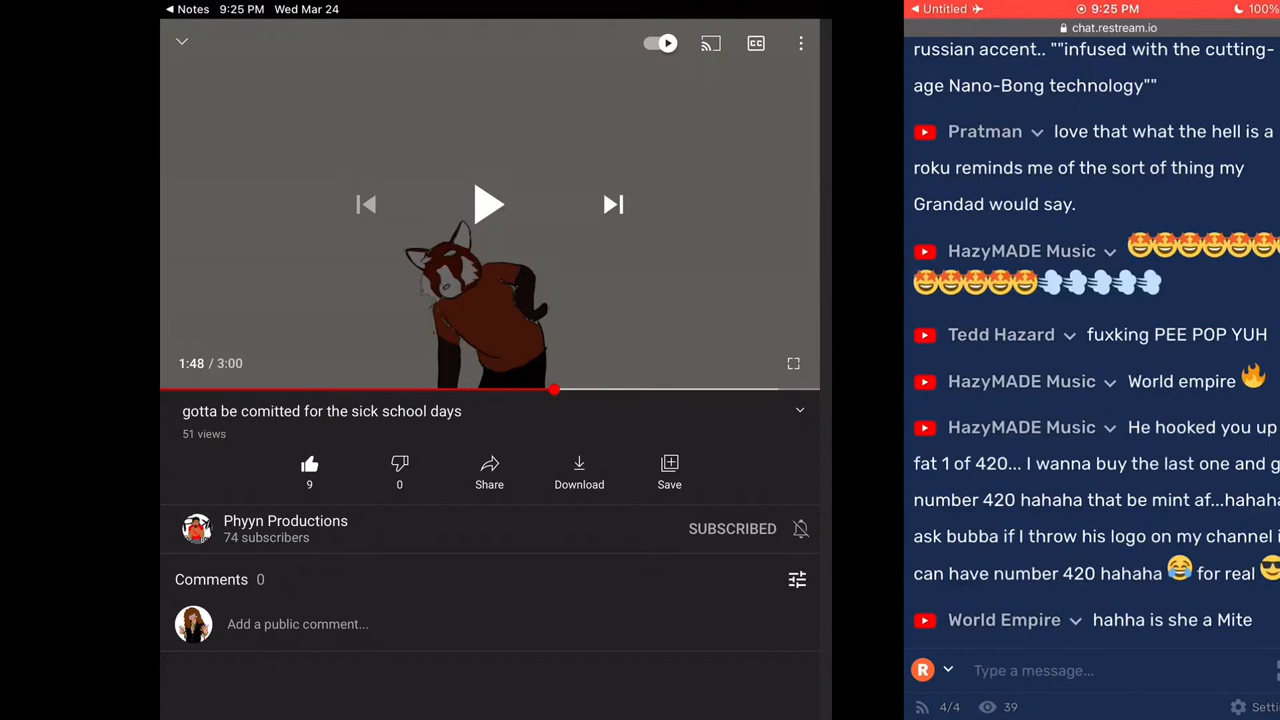 Notes 9:25 PM Wed Mar 24
CC
1:48 / 3:00
gotta be comitted for the sick school days
51 views
9
0
Share
Download
Save
Phyyn Productions
74 subscribers
SUBSCRIBED
Comments 0
Add a public comment...
Untitled
9:25 PM
100%
chat.restream.io
russian accent.. ""infused with the cutting-
age Nano-Bong technology""
Pratman love that what the hell is a
roku reminds me of the sort of thing my
Grandad would say.
HazyMADE Music
Tedd Hazard fuxking PEE POP YUH
HazyMADE Music World empire
HazyMADE Music He hooked you up
fat 1 of 420... I wanna buy the last one and g
number 420 hahaha that be mint af...hahaha
ask bubba if I throw his logo on my channel i
can have number 420 hahaha for real
World Empire hahha is she a Mite
R Type a message...
4/4 39 Setti